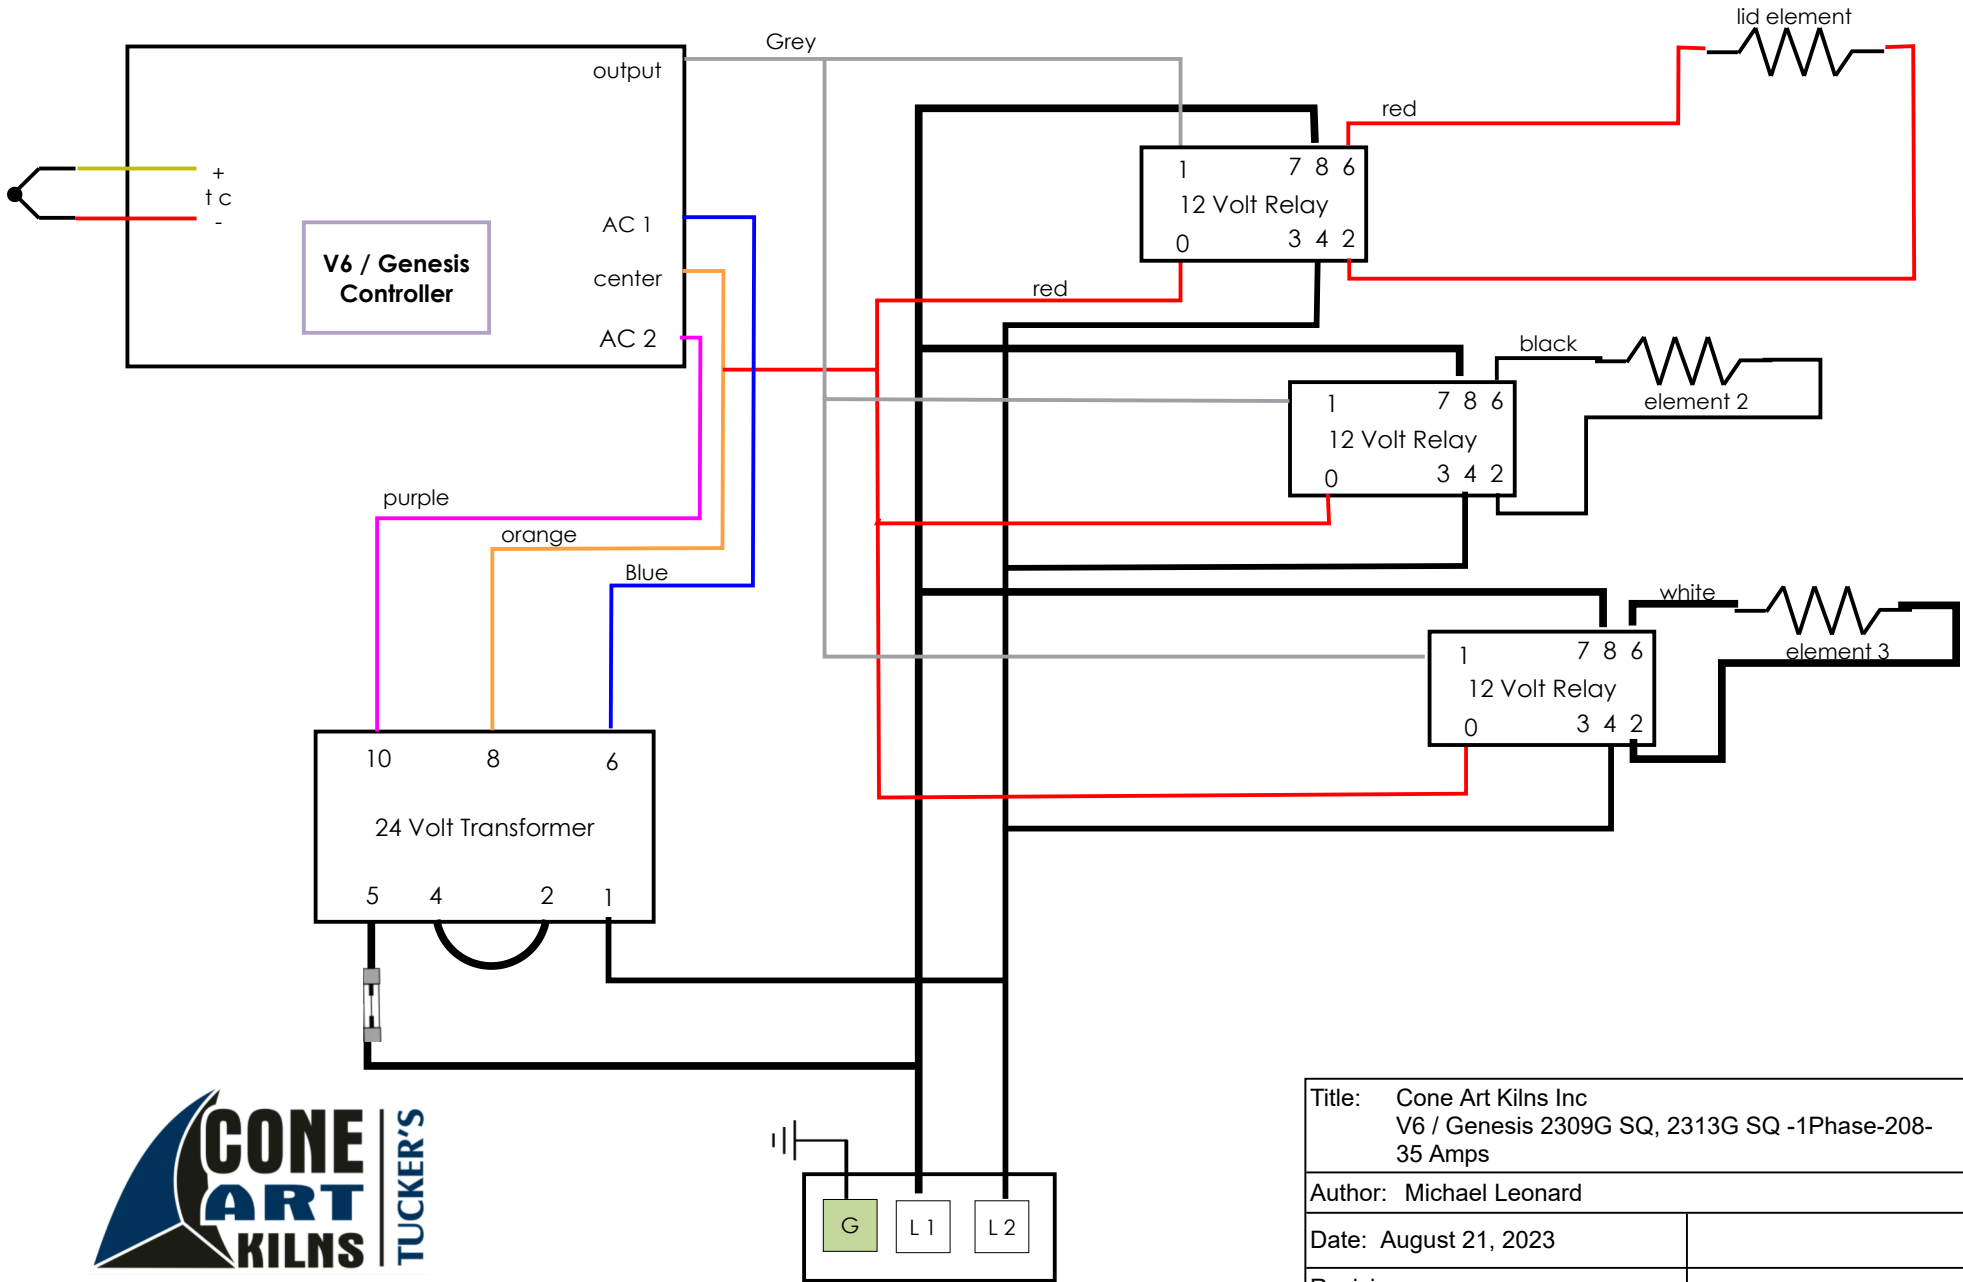 lid element
Grey
output
red
1 7 8 6
12 Volt Relay
0 3 4 2
+
t c
-
AC 1
V6 / Genesis
Controller
center
AC 2
red
black
element 2
1 7 8 6
12 Volt Relay
0 3 4 2
purple
orange
Blue
white
element 3
1 7 8 6
12 Volt Relay
0 3 4 2
10 8 6
24 Volt Transformer
5 4 2 1
G L 1 L 2
CONE
ART
KILNS
TUCKER'S
Title: Cone Art Kilns Inc
V6 / Genesis 2309G SQ, 2313G SQ -1Phase-208-
35 Amps
Author: Michael Leonard
Date: August 21, 2023